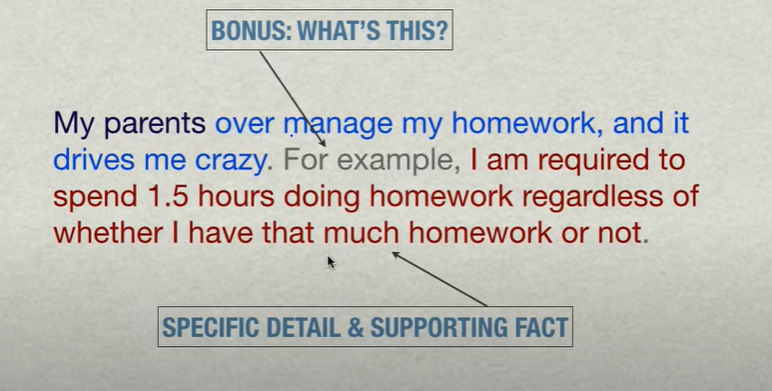 BONUS: WHAT'S THIS?
My parents over manage my homework, and it
drives me crazy. For example, I am required to
spend 1.5 hours doing homework regardless of
whether I have that much homework or not.
SPECIFIC DETAIL & SUPPORTING FACT